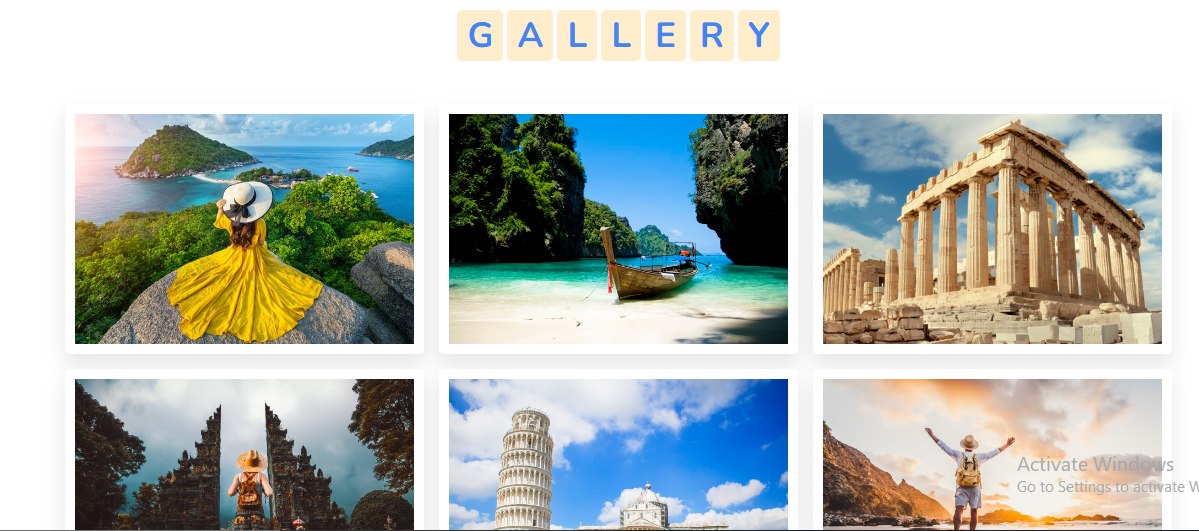 GALLERY
Activate Windows
Go to Settings to activate W